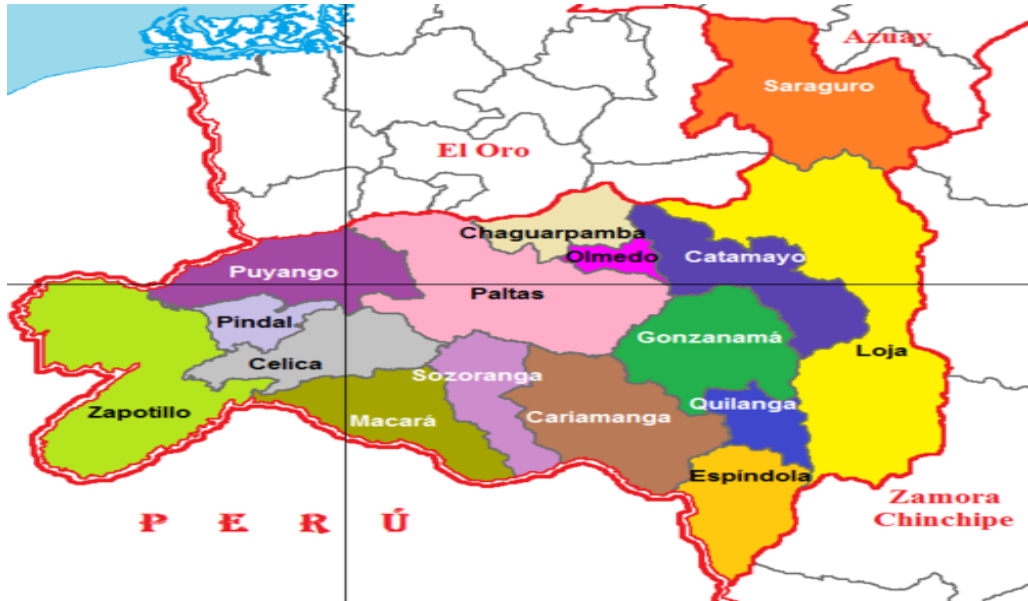 Azuay
Saraguro
El Oro
Chaguarpamba
Olmedo
Catamayo
Puyango
Paltas
Pindal
Gonzanamá
Loja
Celica
Sozoranga
Quilanga
Zapotillo
Macará
Cariamanga
Espíndola
Zamora
Chinchipe
P E R Ú